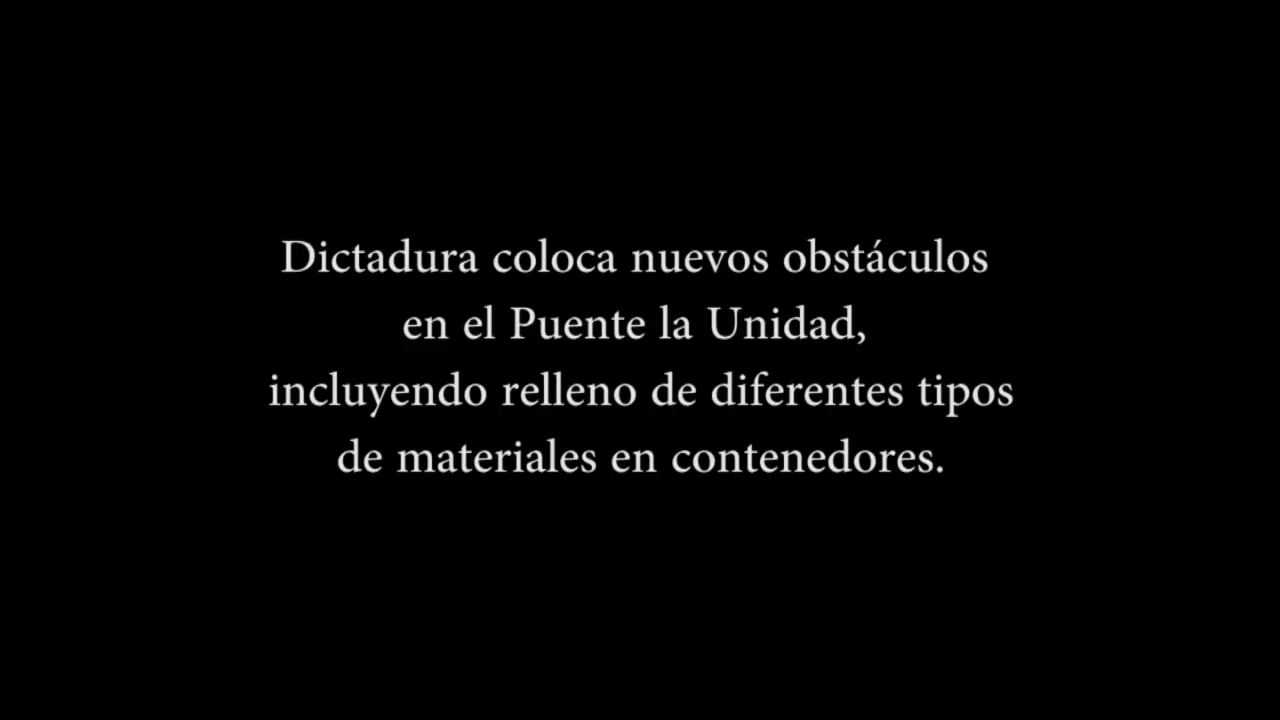 Dictadura coloca nuevos obstáculos
en el Puente la Unidad,
incluyendo relleno de diferentes tipos
de materiales en contenedores.